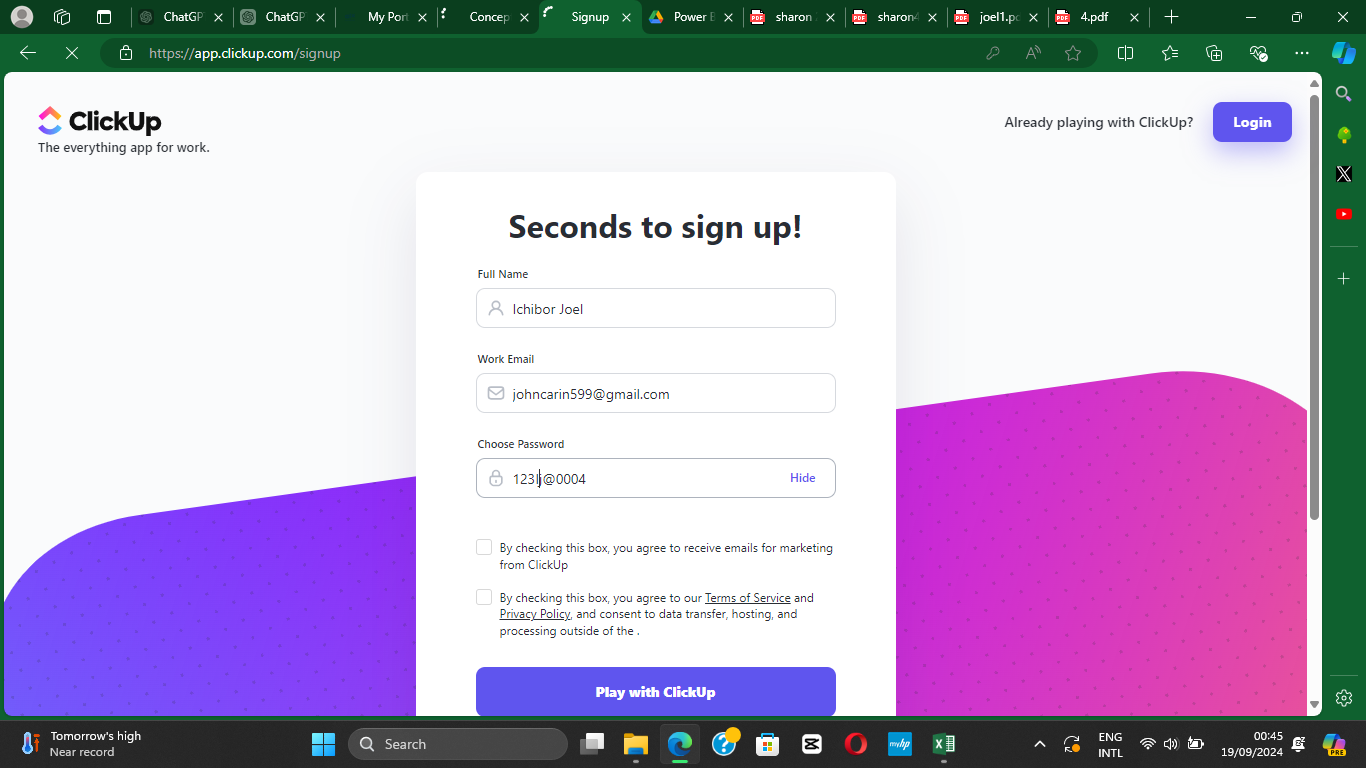 ChatGP
ChatGP
My Port
Concep
Signup
Power B
sharon
sharon4
joel1.pd
4.pdf
https://app.clickup.com/signup
ClickUp
The everything app for work.
Already playing with ClickUp?
Login
Seconds to sign up!
Full Name
Ichibor Joel
Work Email
johncarin599@gmail.com
Choose Password
Hide
By checking this box, you agree to receive emails for marketing
from ClickUp
By checking this box, you agree to our Terms of Service and
Privacy Policy, and consent to data transfer, hosting, and
processing outside of the .
Play with ClickUp
Tomorrow's high
Near record
Search
ENG
INTL
00:45
19/09/2024